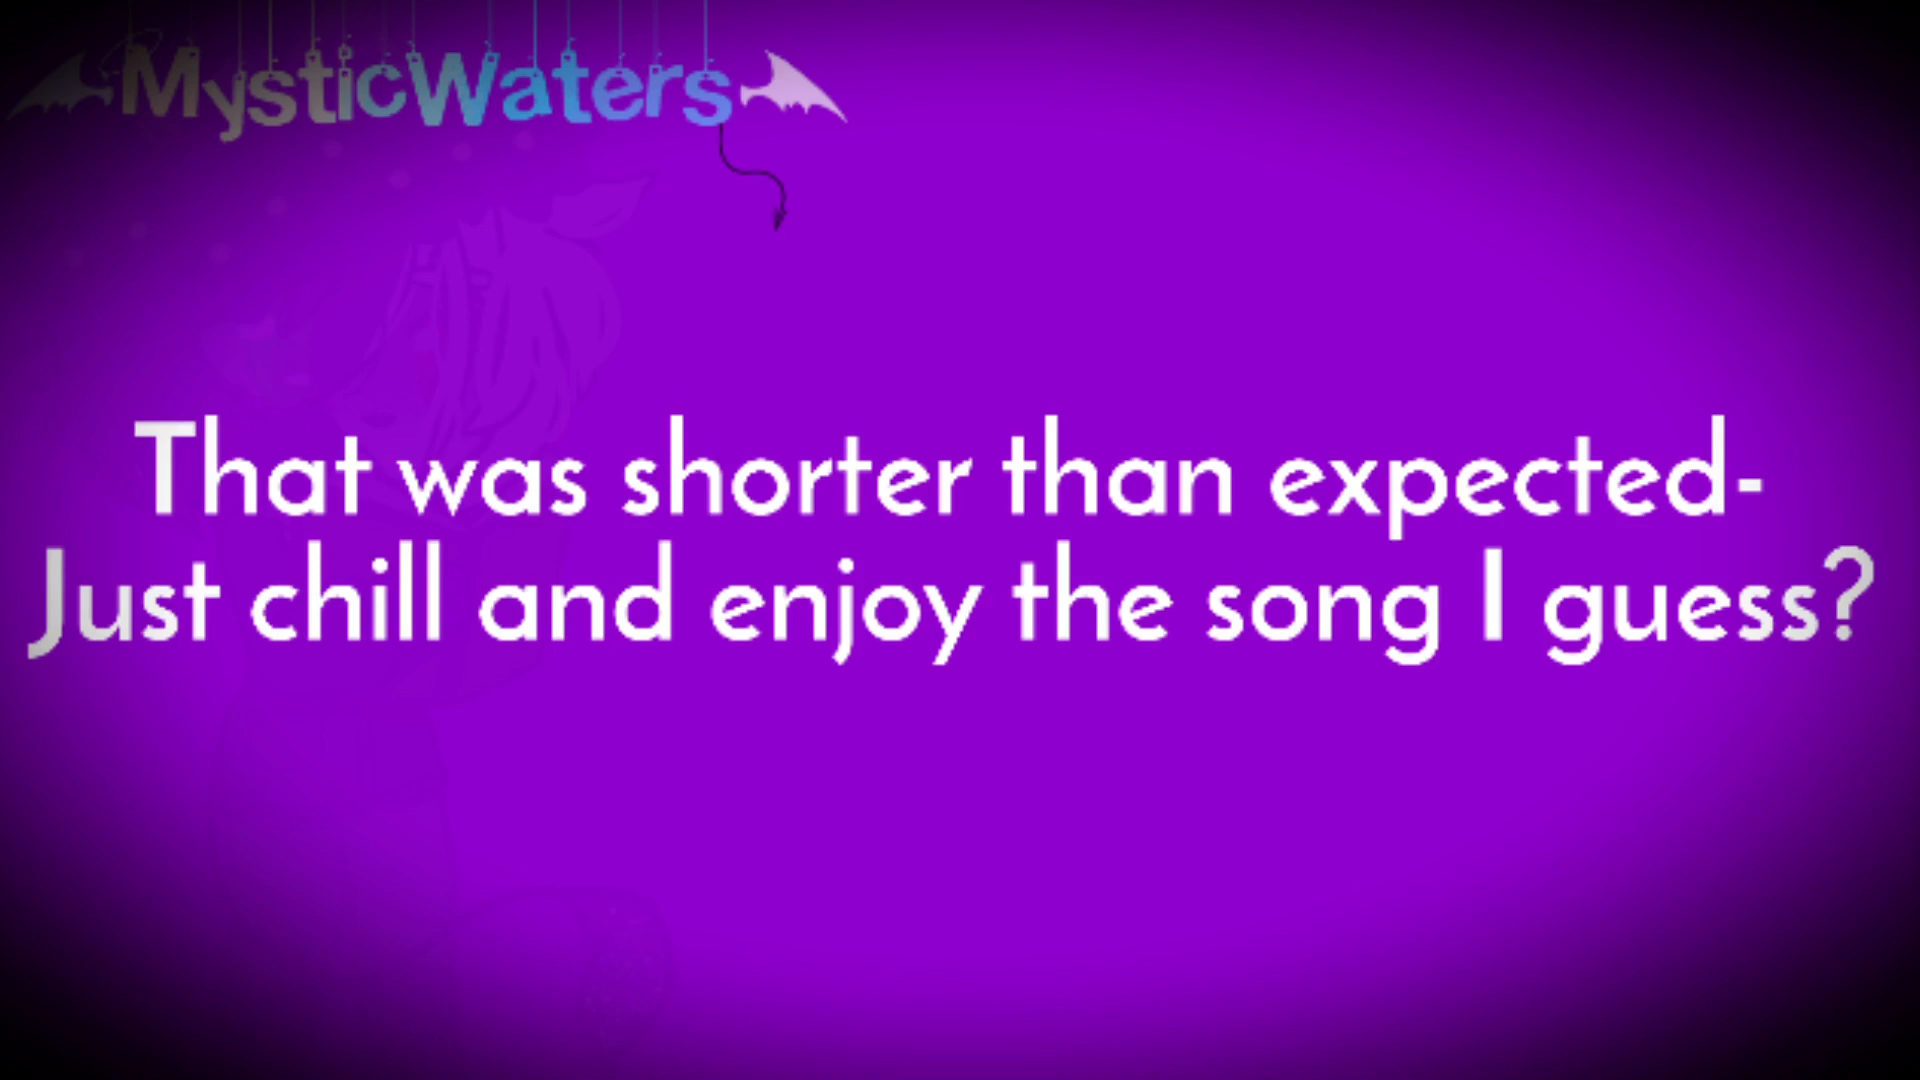 MysticWaters
That was shorter than expected-
Just chill and enjoy the song I guess?